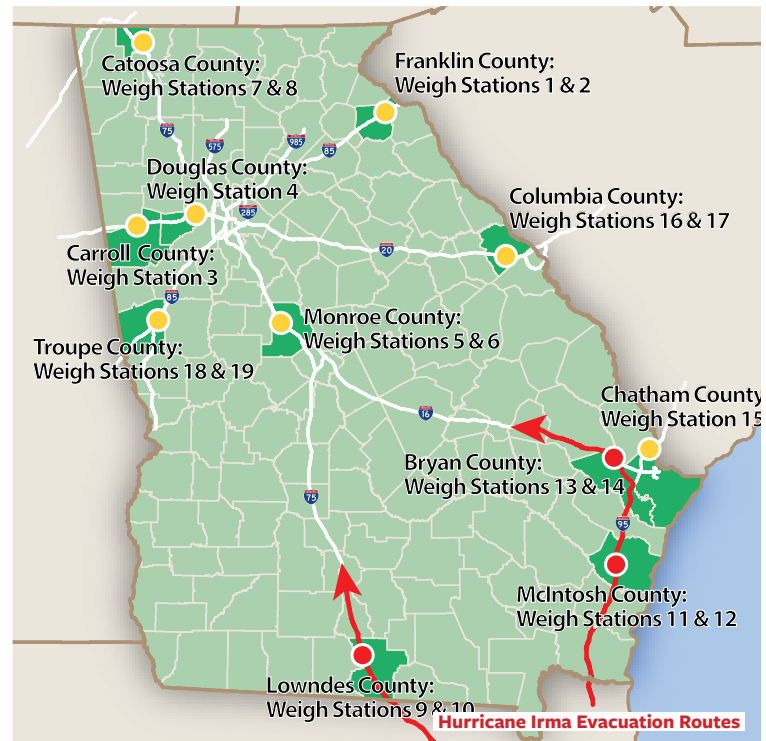 Catoosa County:
Weigh Stations 7 & 8
Franklin County:
Weigh Stations 1 & 2
75
575
985
85
Douglas County:
Weigh Station 4
285
Columbia County:
Weigh Stations 16 & 17
20
Carroll County:
Weigh Station 3
85
Monroe County:
Weigh Stations 5 & 6
Troupe County:
Weigh Stations 18 & 19
Chatham County
Weigh Station 15
16
Bryan County:
Weigh Stations 13 & 14
75
95
McIntosh County:
Weigh Stations 11 & 12
Lowndes County:
Weigh Stations 9 & 10
Hurricane Irma Evacuation Routes